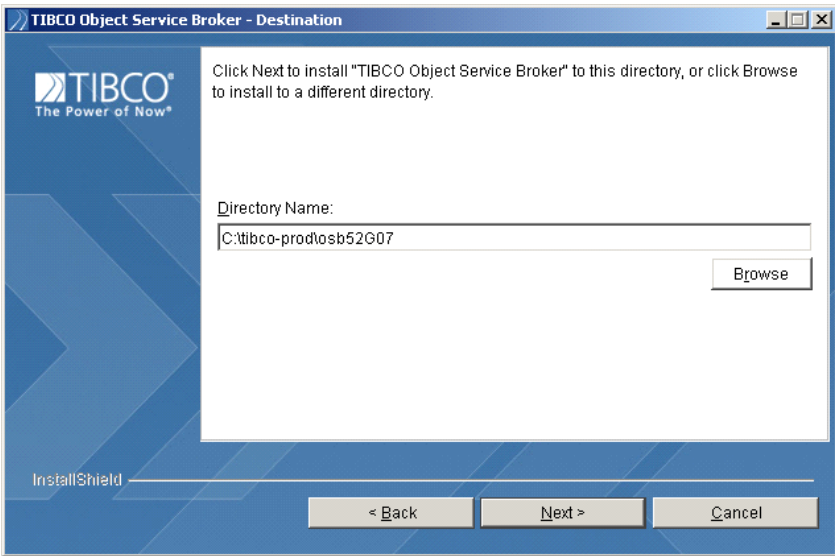 TIBCO Object Service Broker - Destination
TIBCO®
The Power of Now®
Click Next to install "TIBCO Object Service Broker" to this directory, or click Browse
to install to a different directory.
Directory Name:
C:\tibco-prod\osb52G07
Browse
InstallShield
< Back
Next >
Cancel